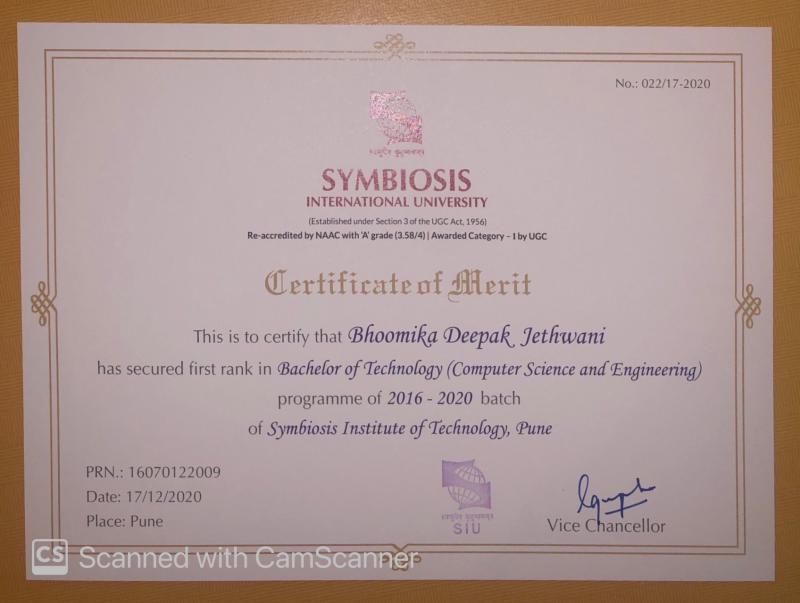 No.: 022/17-2020
वसुधैव कुटुम्बकम्
SYMBIOSIS
INTERNATIONAL UNIVERSITY
(Established under Section 3 of the UGC Act, 1956)
Re-accredited by NAAC with 'A' grade (3.58/4) | Awarded Category – I by UGC
Certificate of Merit
This is to certify that Bhoomika Deepak Jethwani
has secured first rank in Bachelor of Technology (Computer Science and Engineering)
programme of 2016 - 2020 batch
of Symbiosis Institute of Technology, Pune
PRN.: 16070122009
Date: 17/12/2020
Place: Pune
वसुधैव कुटुम्बकम्
SIU
Vice Chancellor
CS Scanned with CamScanner